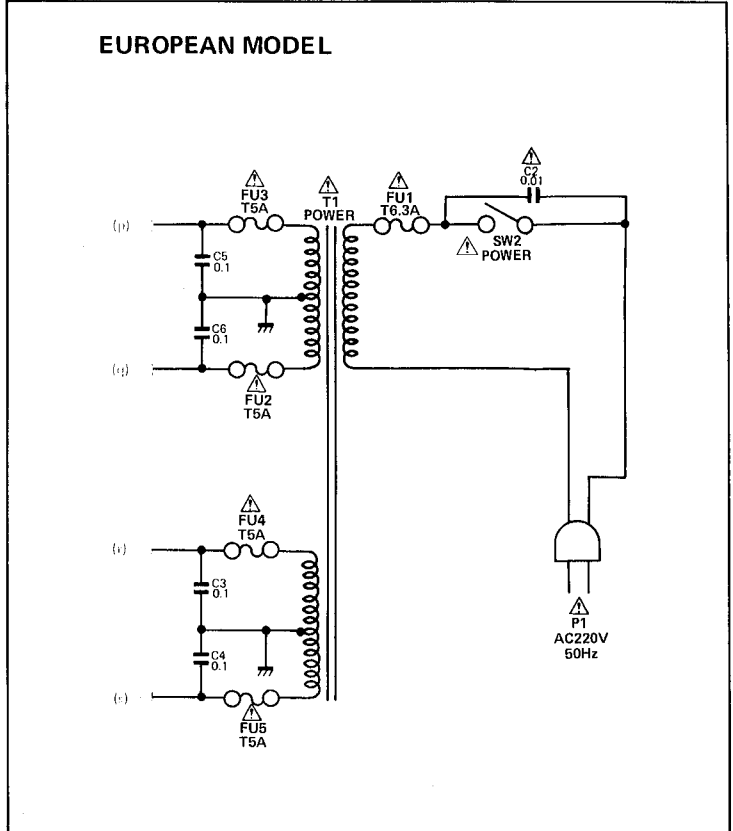 EUROPEAN MODEL
C2
0.01
FU3
T5A
T1
POWER
FU1
T6.3A
(p)
SW2
POWER
C5
0.1
C6
0.1
(q)
FU2
T5A
FU4
T5A
C3
0.1
P1
AC220V
50Hz
C4
0.1
(s)
FU5
T5A